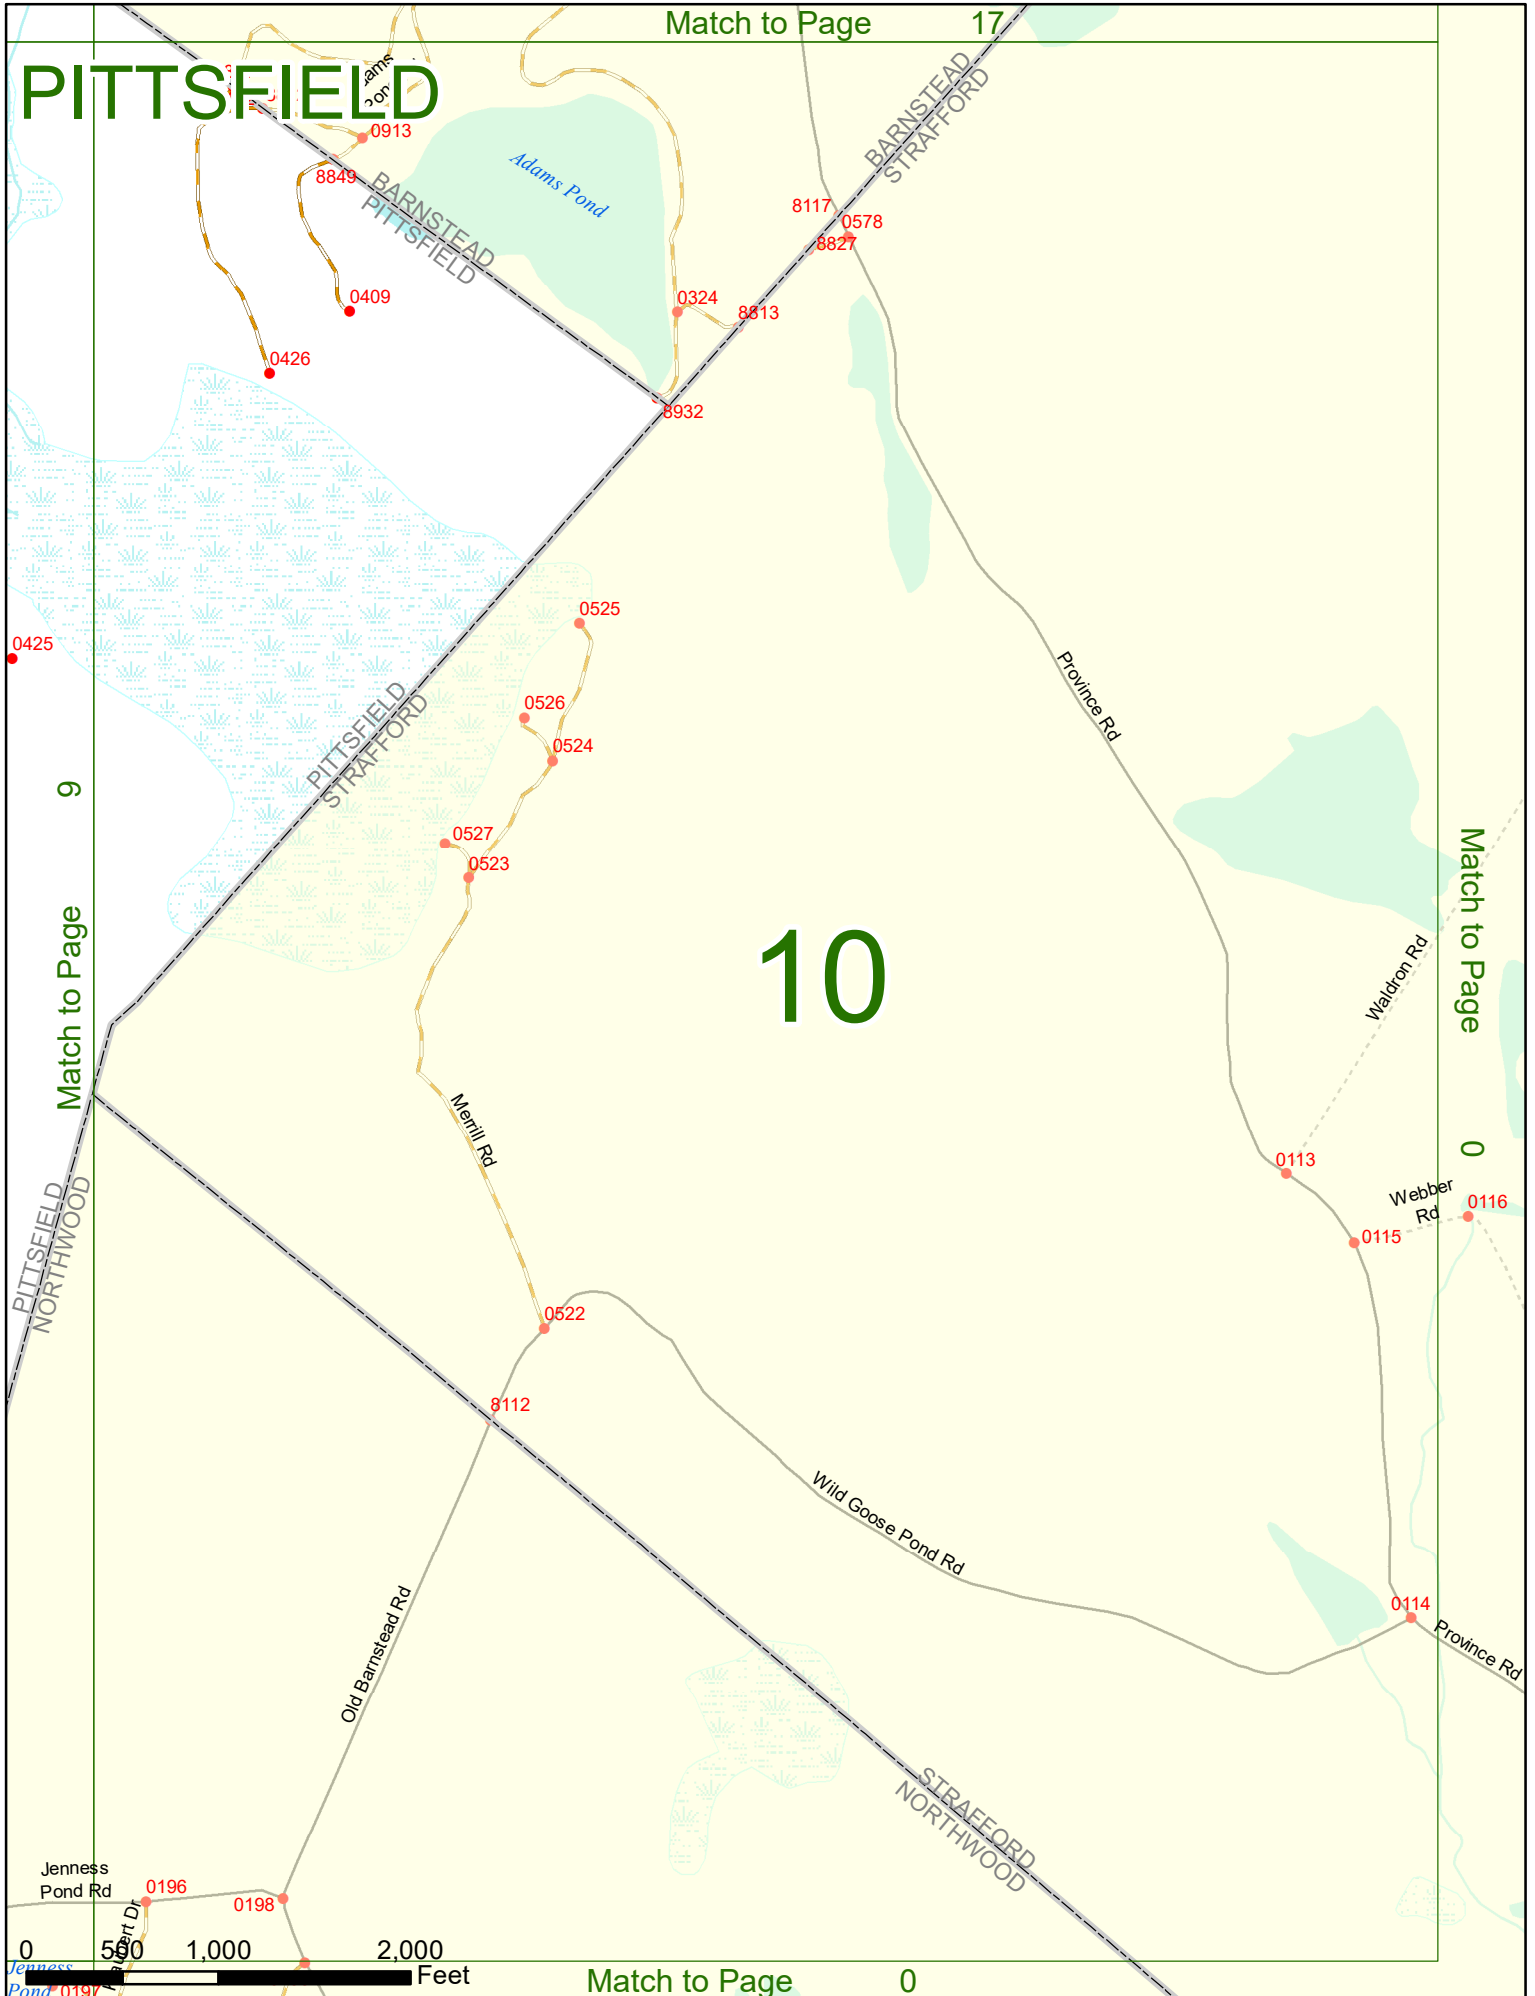 Match to Page 17
PITTSFIELD
Adams Pond
0913
8849
BARNSTEAD
PITTSFIELD
BARNSTEAD
STRAFFORD
8117
0578
8827
0409
0324
8813
0426
8932
0525
0425
Province Rd
0526
PITTSFIELD
STRAFFORD
0524
Match to Page 9
0527
0523
10
Match to Page 0
Waldron Rd
Merrill Rd
0113
PITTSFIELD
NORTHWOOD
Webber
Rd
0116
0115
0522
8112
Wild Goose Pond Rd
Old Barnstead Rd
0114
Province Rd
STRAFFORD
NORTHWOOD
Jenness
Pond Rd
0196
0198
0 500 1,000 2,000
Feet
Jenness
Pond
0197
Match to Page 0